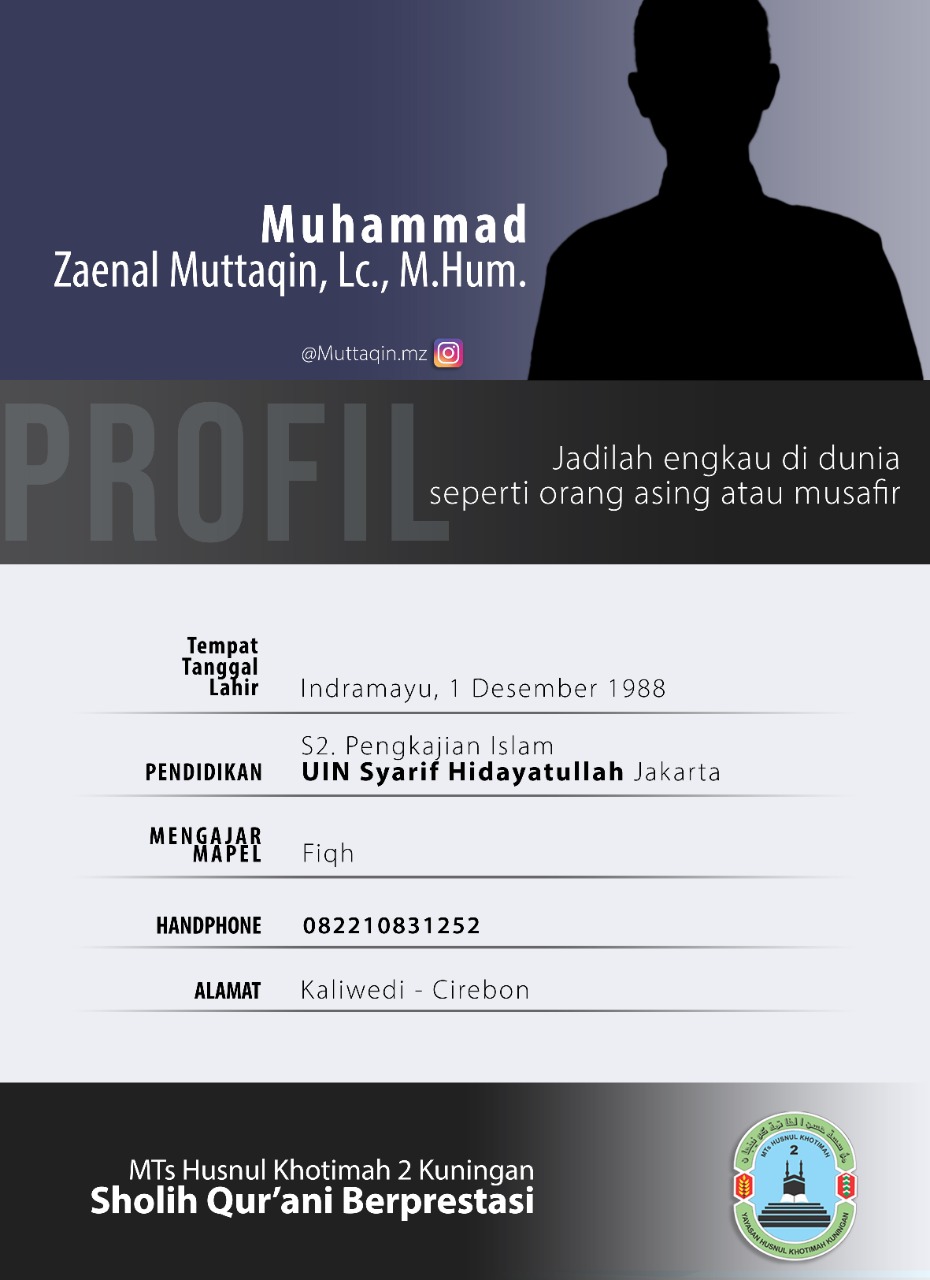 Muhammad
Zaenal Muttaqin, Lc., M.Hum.
@Muttaqin.mz
PROFIL
Jadilah engkau di dunia
seperti orang asing atau musafir
Tempat
Tanggal
Lahir
Indramayu, 1 Desember 1988
S2. Pengkajian Islam
PENDIDIKAN
UIN Syarif Hidayatullah Jakarta
MENGAJAR
MAPEL
Fiqh
HANDPHONE
082210831252
ALAMAT
Kaliwedi - Cirebon
MTs Husnul Khotimah 2 Kuningan
Sholih Qur’ani Berprestasi
MTs HUSNUL KHOTIMAH
2
YAYASAN HUSNUL KHOTIMAH KUNINGAN